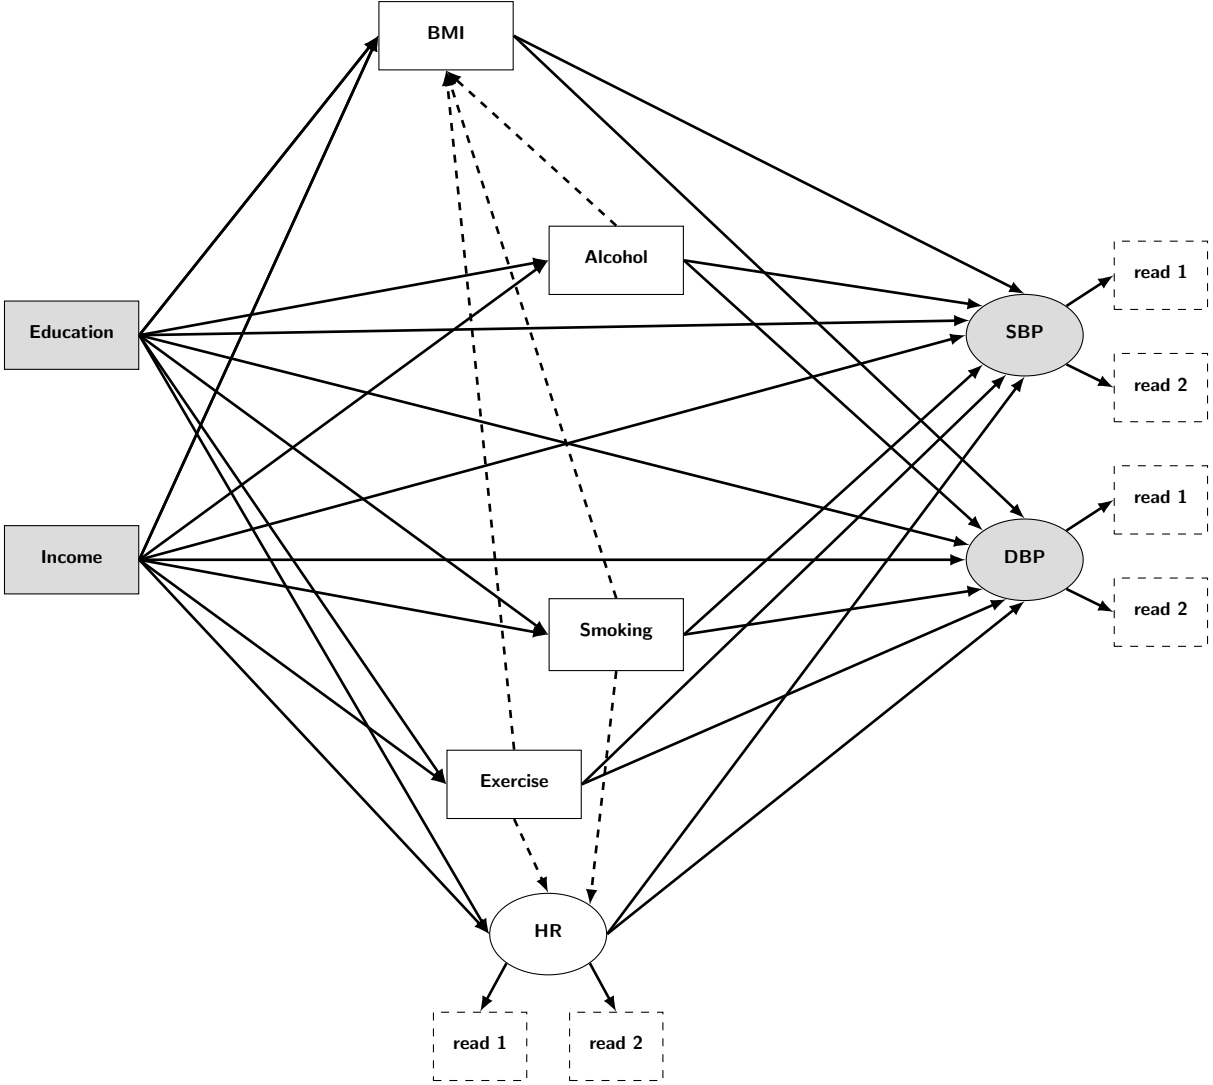 BMI
Alcohol
read 1
Education
SBP
read 2
read 1
Income
DBP
read 2
Smoking
Exercise
HR
read 1
read 2